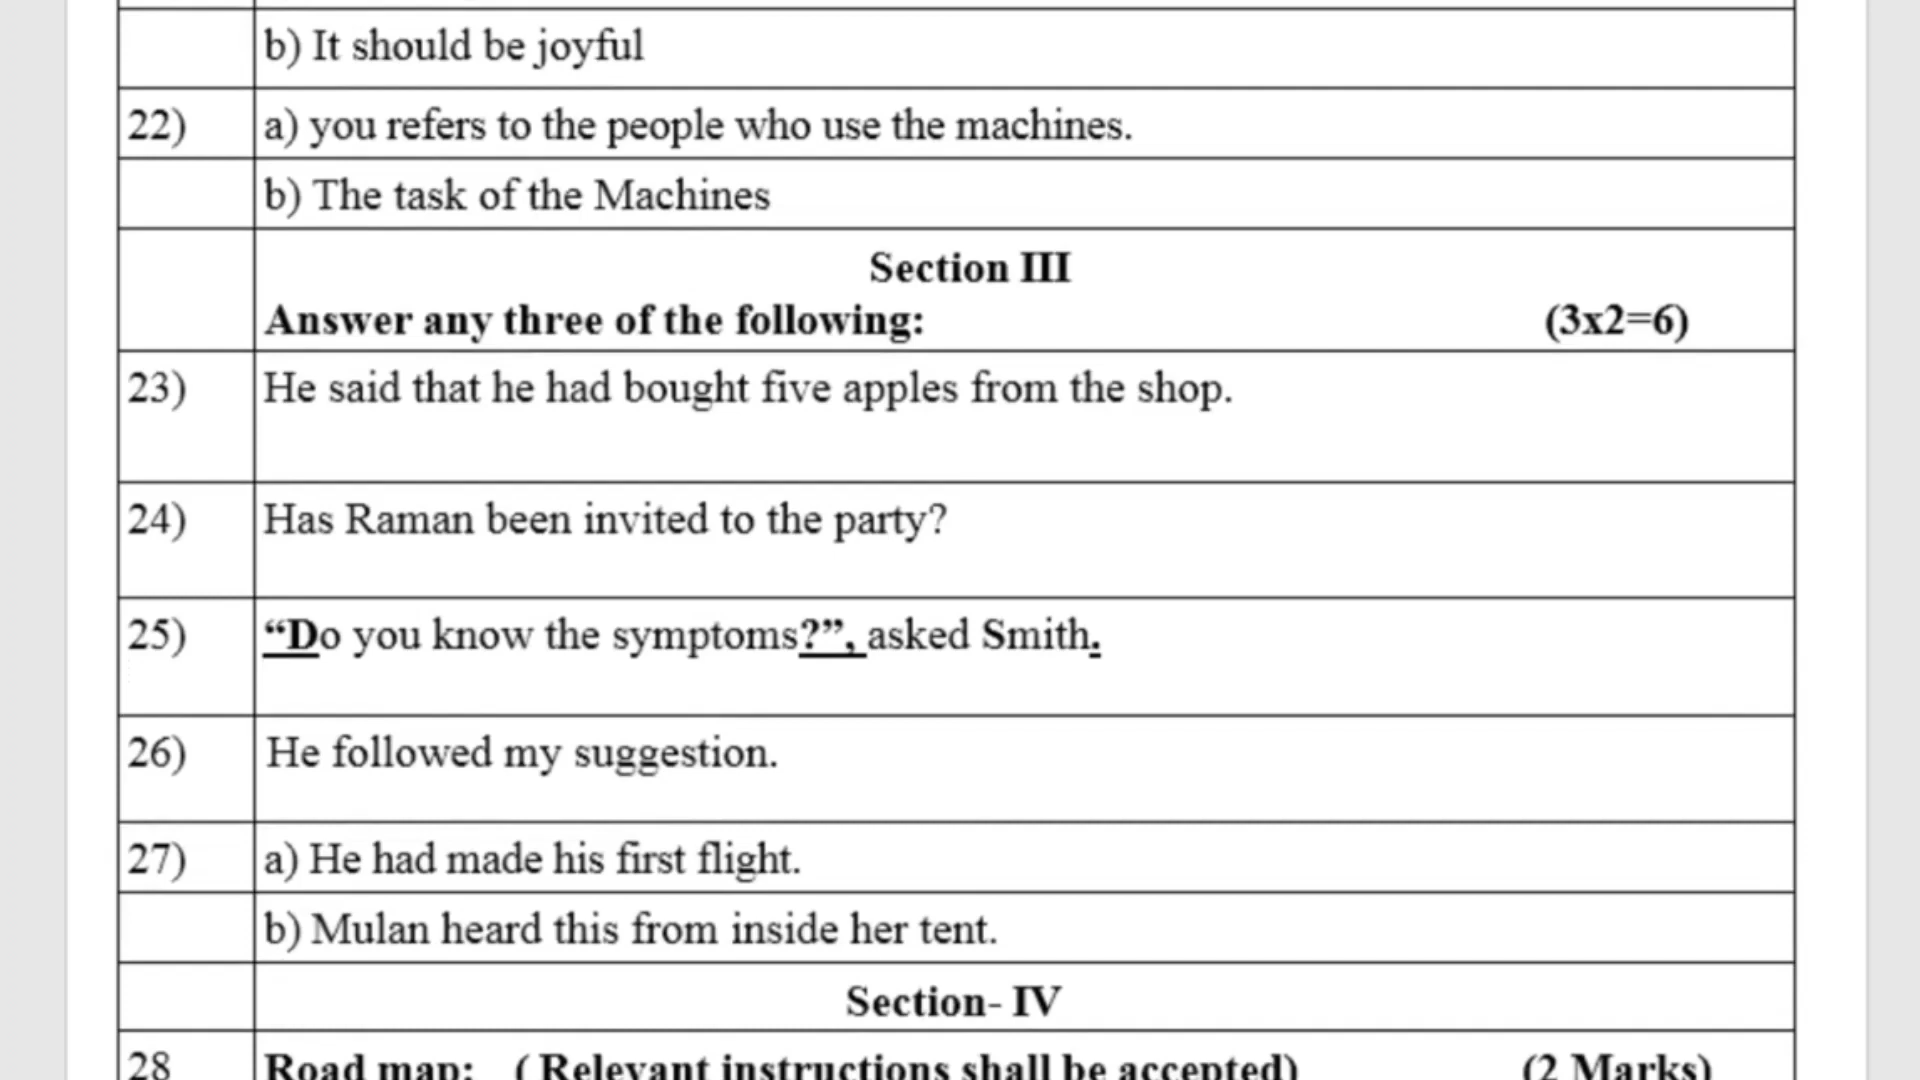 b) It should be joyful
22) a) you refers to the people who use the machines.
b) The task of the Machines
Section III
Answer any three of the following: (3x2=6)
23) He said that he had bought five apples from the shop.
24) Has Raman been invited to the party?
25) “Do you know the symptoms?”, asked Smith.
26) He followed my suggestion.
27) a) He had made his first flight.
b) Mulan heard this from inside her tent.
Section- IV
28 Road map: ( Relevant instructions shall be accepted) (2 Marks)